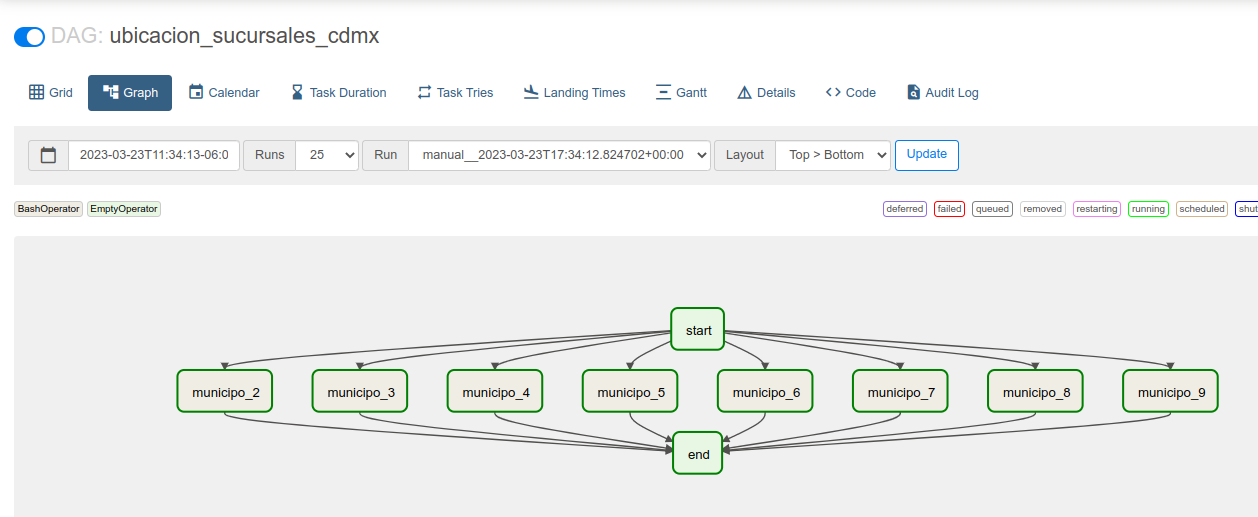 DAG: ubicacion_sucursales_cdmx
Grid Graph Calendar Task Duration Task Tries Landing Times Gantt Details Code Audit Log
2023-03-23T11:34:13-06:0 Runs 25 Run manual__2023-03-23T17:34:12.824702+00:00 Layout Top > Bottom Update
BashOperator EmptyOperator deferred failed queued removed restarting running scheduled shut
start
municipo_2 municipo_3 municipo_4 municipo_5 municipo_6 municipo_7 municipo_8 municipo_9
end